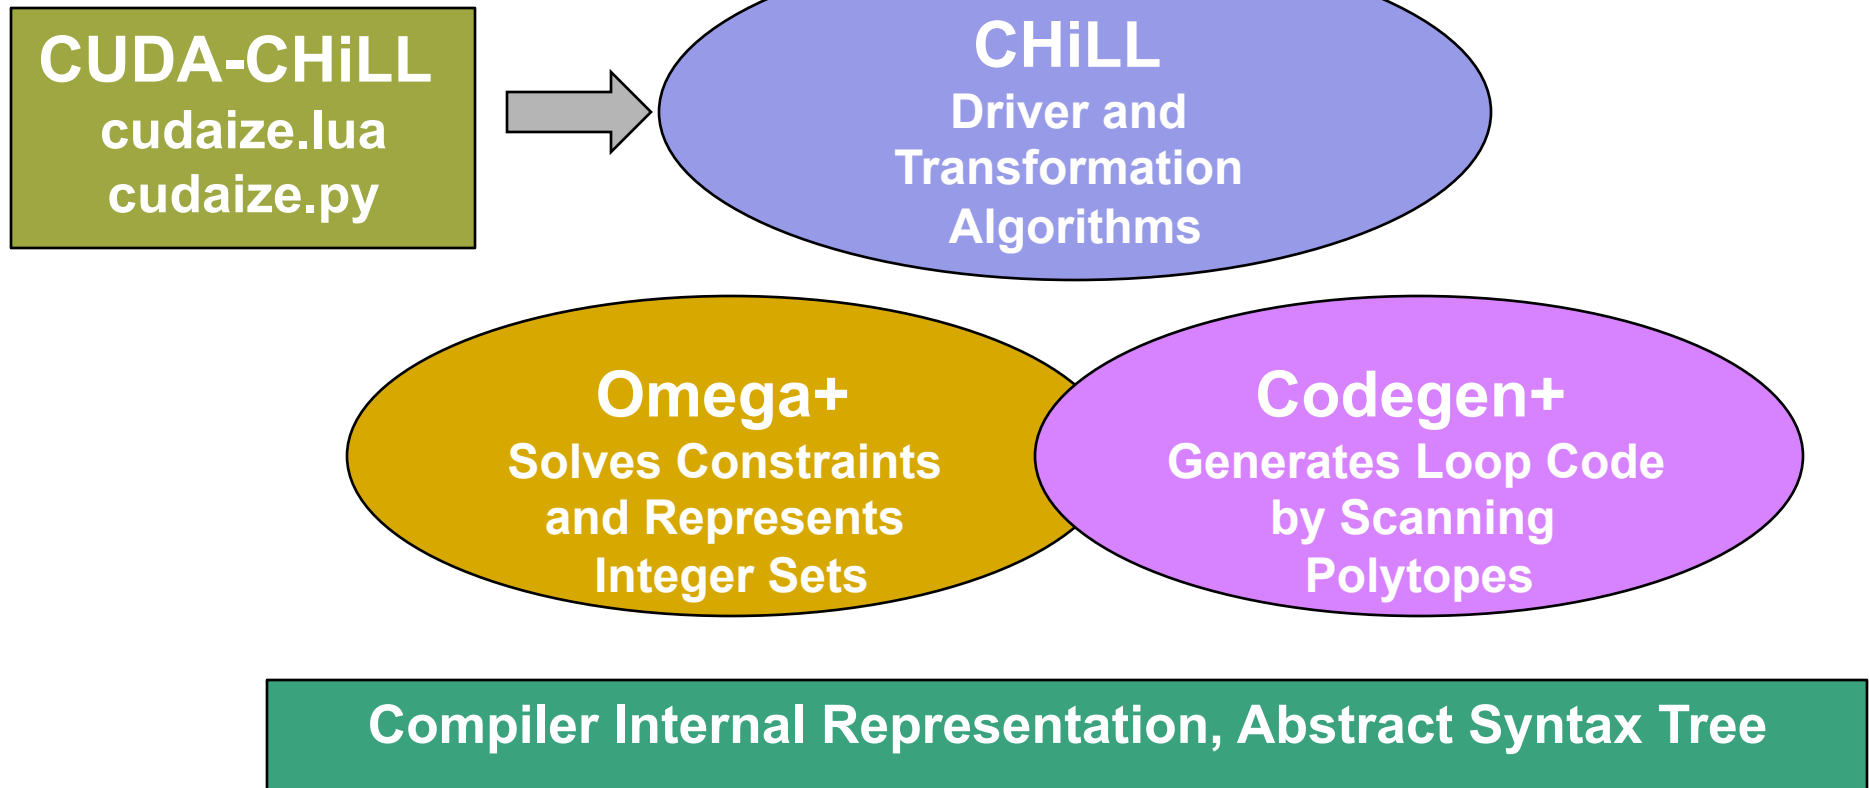 CUDA-CHiLL
cudaize.lua
cudaize.py
CHiLL
Driver and
Transformation
Algorithms
Omega+
Solves Constraints
and Represents
Integer Sets
Codegen+
Generates Loop Code
by Scanning
Polytopes
Compiler Internal Representation, Abstract Syntax Tree